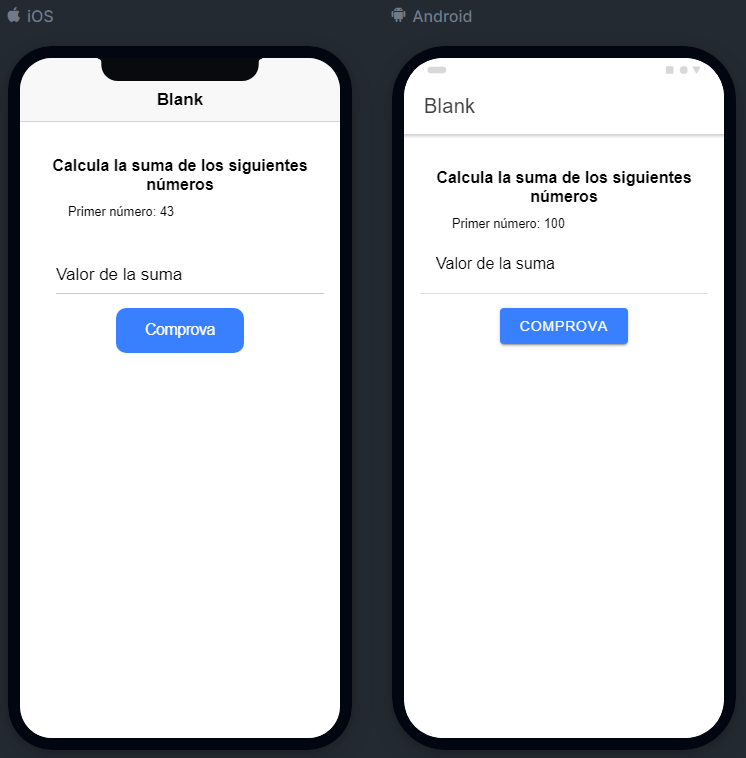 iOS
Blank
Calcula la suma de los siguientes
números
Primer número: 43
Valor de la suma
Comprova
Android
Blank
Calcula la suma de los siguientes
números
Primer número: 100
Valor de la suma
COMPROVA